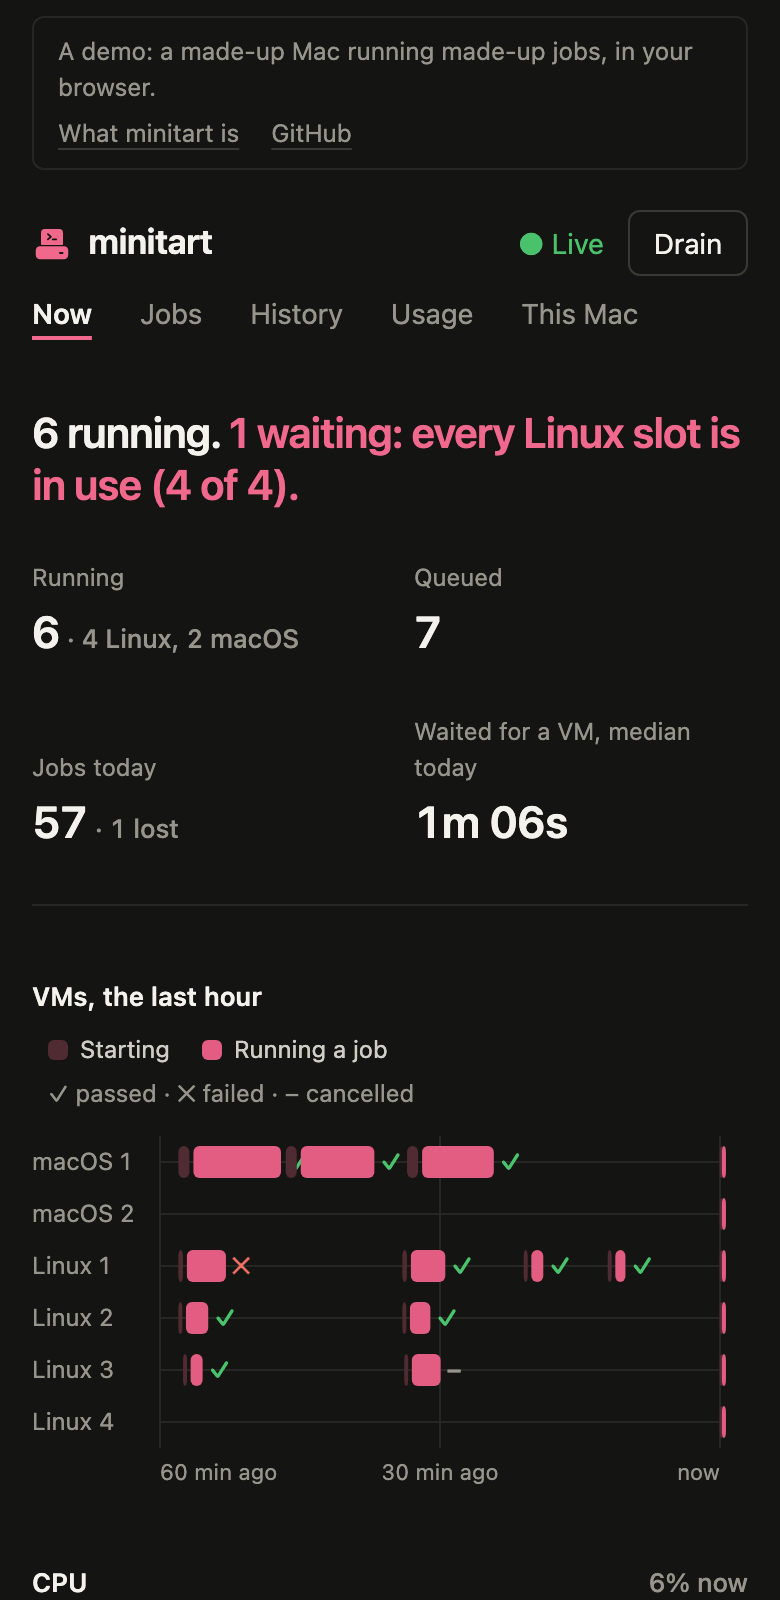 A demo: a made-up Mac running made-up jobs, in your
browser.
What minitart is GitHub
minitart
Live
Drain
Now Jobs History Usage This Mac
6 running. 1 waiting: every Linux slot is
in use (4 of 4).
Running
6 · 4 Linux, 2 macOS
Queued
7
Jobs today
57 · 1 lost
Waited for a VM, median
today
1m 06s
VMs, the last hour
Starting Running a job
✓ passed · ✕ failed · – cancelled
macOS 1
macOS 2
Linux 1
Linux 2
Linux 3
Linux 4
60 min ago 30 min ago now
CPU 6% now